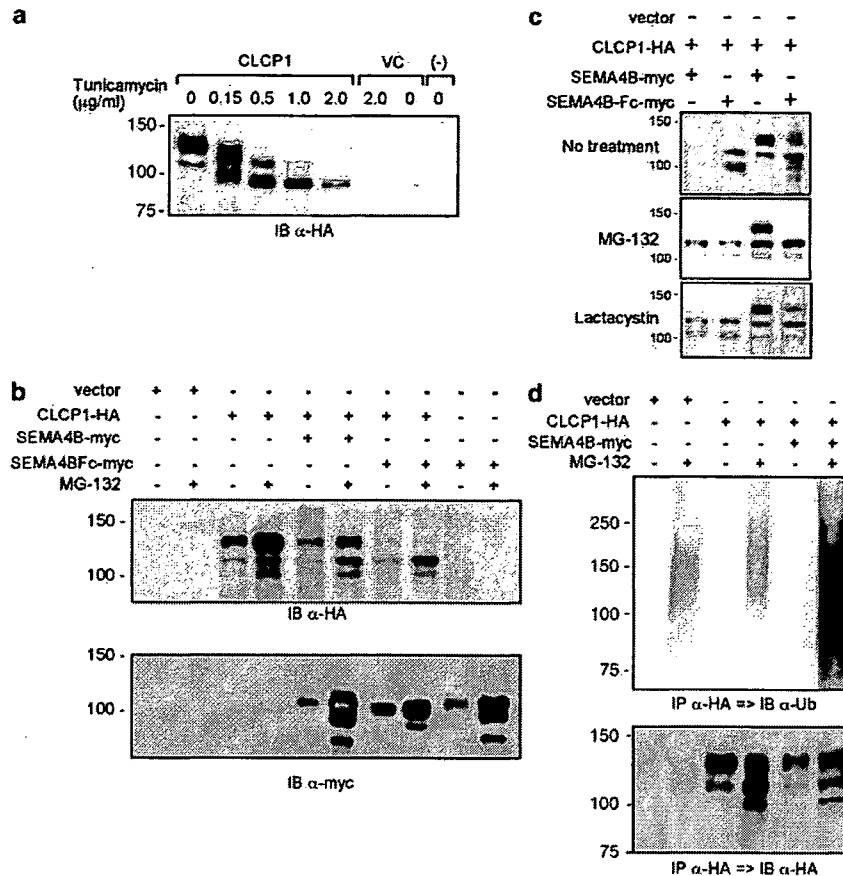 a
CLCP1 VC (-)
Tunicamycin
(µg/ml) 0 0.15 0.5 1.0 2.0 2.0 0 0
150 -
100 -
75 -
IB α-HA
b
vector + + - - - - - - - -
CLCP1-HA - - + + + + + + - -
SEMA4B-myc - - - - + + - - - -
SEMA4BFc-myc - - - - - - + + + +
MG-132 - + - + - + - + - +
150 -
100 -
IB α-HA
150 -
100 -
IB α-myc
c
vector - - - -
CLCP1-HA + + + +
SEMA4B-myc + - + -
SEMA4B-Fc-myc - + - +
No treatment
150 -
100 -
MG-132
150 -
100 -
Lactacystin
150 -
100 -
d
vector + + - - - -
CLCP1-HA - - + + + +
SEMA4B-myc - - - - + +
MG-132 - + - + - +
250 -
150 -
100 -
75 -
IP α-HA => IB α-Ub
150 -
100 -
75
IP α-HA => IB α-HA